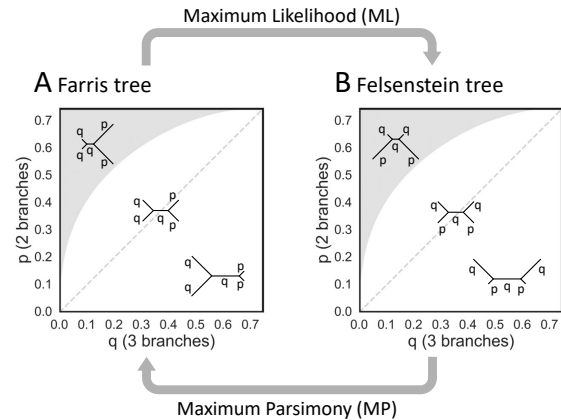 Maximum Likelihood (ML)
A Farris tree
B Felsenstein tree
p (2 branches)
0.7
0.6
0.5
0.4
0.3
0.2
0.1
0.0
q p
q q p
q p
q q p
q q p
q p
0.0 0.1 0.2 0.3 0.4 0.5 0.6 0.7
q (3 branches)
p (2 branches)
0.7
0.6
0.5
0.4
0.3
0.2
0.1
0.0
q q
p q p
q q
p q p
q q
p q p
0.0 0.1 0.2 0.3 0.4 0.5 0.6 0.7
q (3 branches)
Maximum Parsimony (MP)